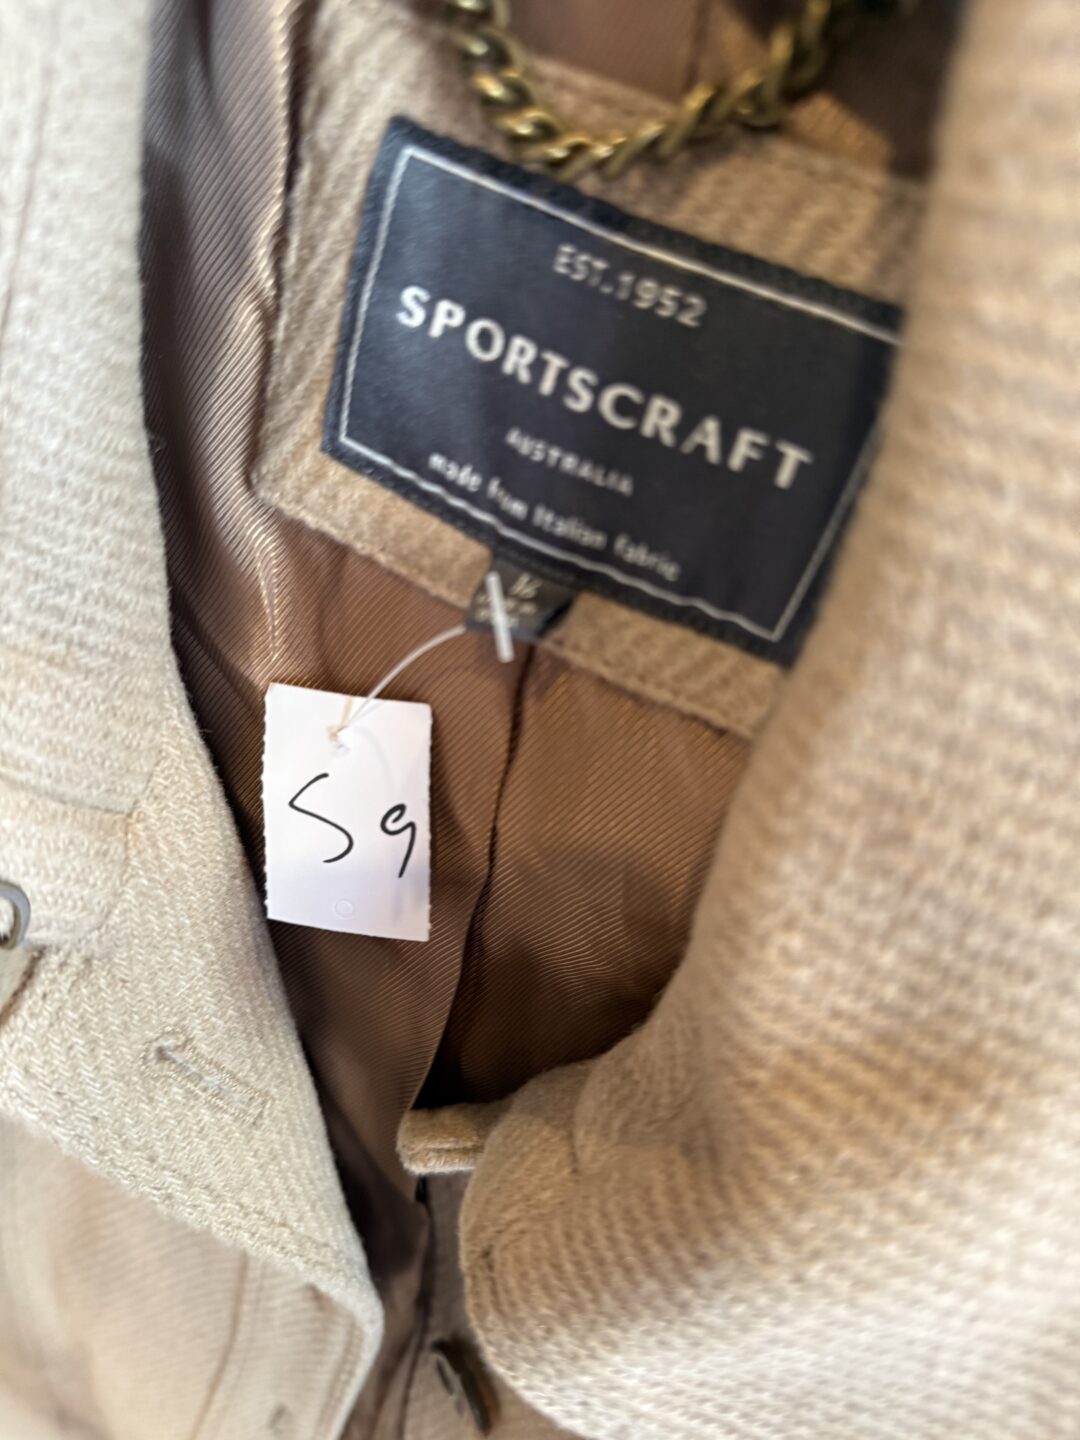 EST.1952
SPORTSCRAFT
AUSTRALIA
made from Italian fabric
59